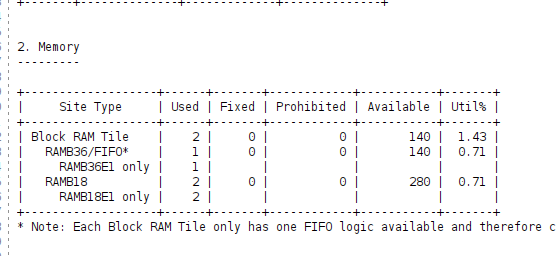 +-------+--------------+-------------+--------------+
2. Memory
---------
+-------------------+------+-------+------------+-----------+-------+
|     Site Type     | Used | Fixed | Prohibited | Available | Util% |
+-------------------+------+-------+------------+-----------+-------+
| Block RAM Tile    |    2 |     0 |          0 |       140 |  1.43 |
|   RAMB36/FIFO*    |    1 |     0 |          0 |       140 |  0.71 |
|     RAMB36E1 only |    1 |       |            |           |       |
|   RAMB18          |    2 |     0 |          0 |       280 |  0.71 |
|     RAMB18E1 only |    2 |       |            |           |       |
+-------------------+------+-------+------------+-----------+-------+
* Note: Each Block RAM Tile only has one FIFO logic available and therefore c